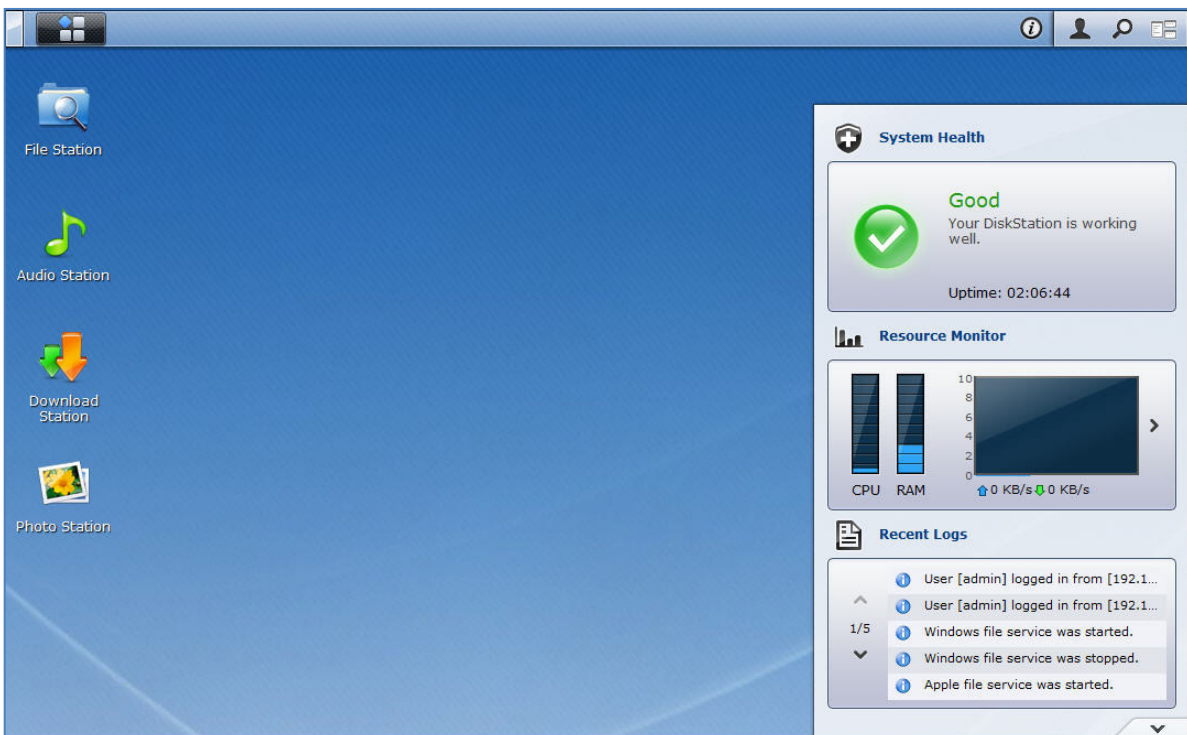 File Station
Audio Station
Download
Station
Photo Station
System Health
Good
Your DiskStation is working
well.
Uptime: 02:06:44
Resource Monitor
10
8
6
4
2
0
CPU RAM
0 KB/s 0 KB/s
Recent Logs
User [admin] logged in from [192.1...
User [admin] logged in from [192.1...
1/5
Windows file service was started.
Windows file service was stopped.
Apple file service was started.